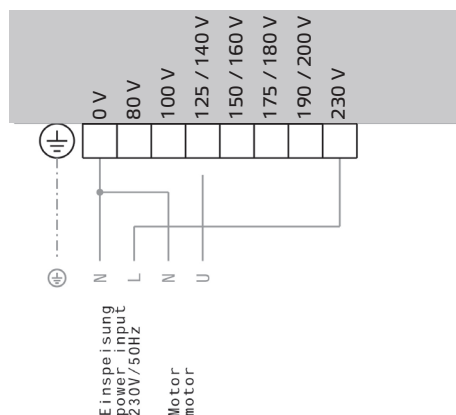 0 V
80 V
100 V
125 / 140 V
150 / 160 V
175 / 180 V
190 / 200 V
230 V
N
L
N
U
Einspeisung
power input
230V/50Hz
Motor
motor